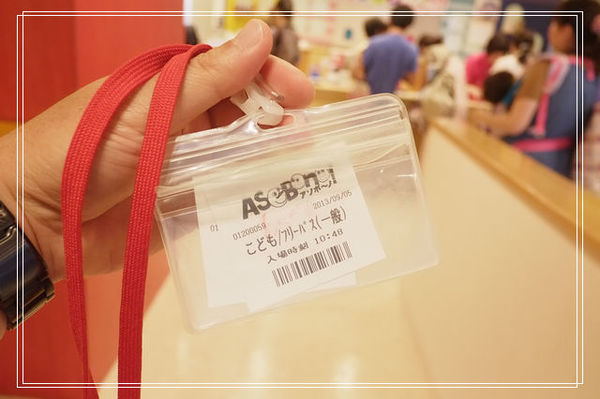 ASOBono!
アソボ〜ノ
01 01200059 2013/09/05
こども/フリーパス(一般)
入場時刻 10:48